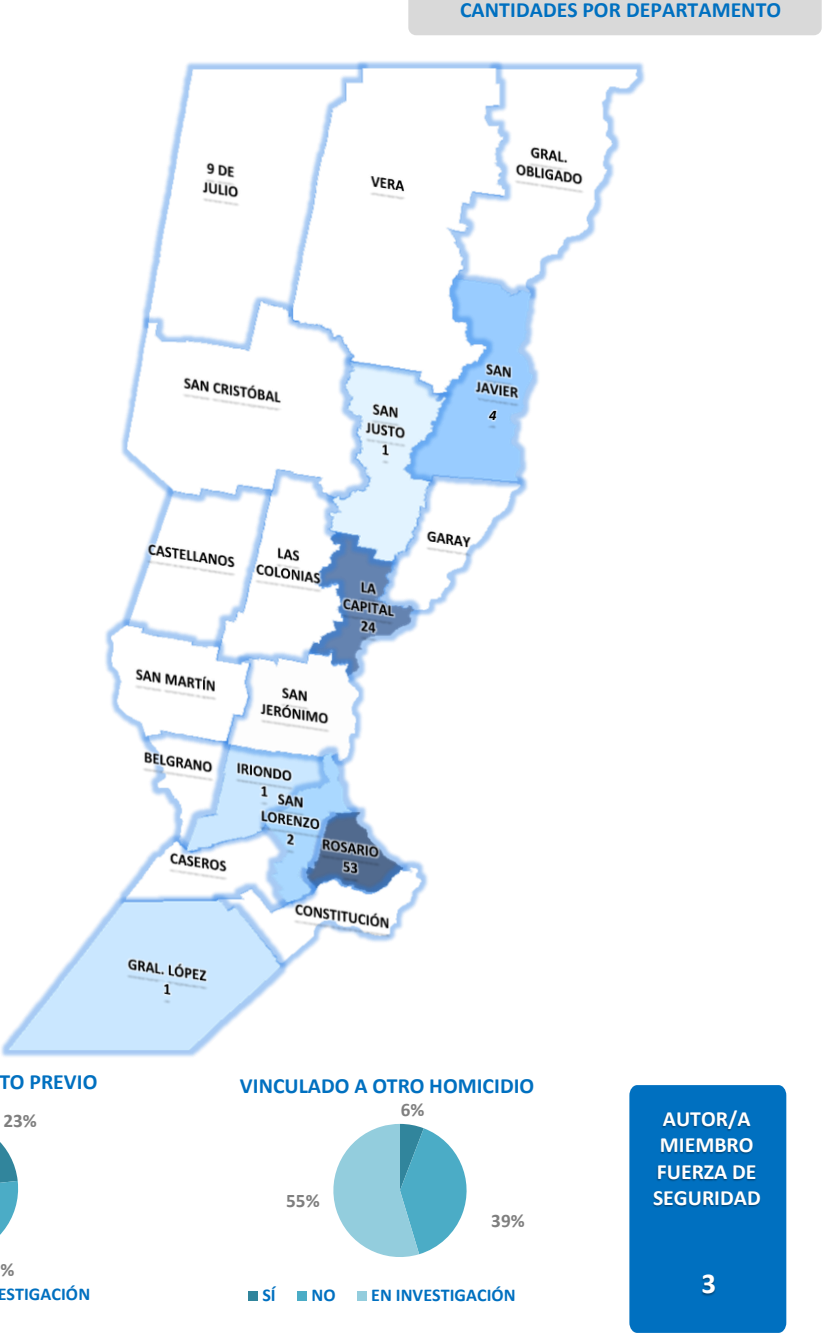 CANTIDADES POR DEPARTAMENTO
9 DE
JULIO
VERA
GRAL.
OBLIGADO
SAN CRISTÓBAL
SAN
JUSTO
1
SAN
JAVIER
4
CASTELLANOS
LAS
COLONIAS
GARAY
LA
CAPITAL
24
SAN MARTÍN
SAN
JERÓNIMO
BELGRANO
IRIONDO
1
SAN
LORENZO
2
ROSARIO
53
CASEROS
CONSTITUCIÓN
GRAL. LÓPEZ
1
TO PREVIO
23%
%
ESTIGACIÓN
VINCULADO A OTRO HOMICIDIO
6%
55%
39%
SÍ NO EN INVESTIGACIÓN
AUTOR/A
MIEMBRO
FUERZA DE
SEGURIDAD
3